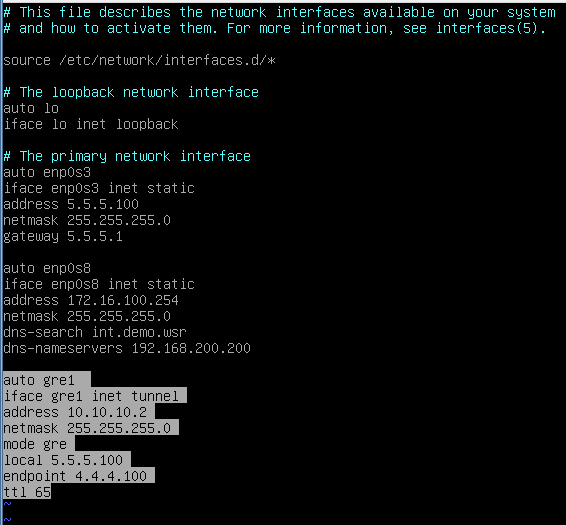 # This file describes the network interfaces available on your system
# and how to activate them. For more information, see interfaces(5).
source /etc/network/interfaces.d/*
# The loopback network interface
auto lo
iface lo inet loopback
# The primary network interface
auto enp0s3
iface enp0s3 inet static
address 5.5.5.100
netmask 255.255.255.0
gateway 5.5.5.1
auto enp0s8
iface enp0s8 inet static
address 172.16.100.254
netmask 255.255.255.0
dns-search int.demo.wsr
dns-nameservers 192.168.200.200
auto gre1
iface gre1 inet tunnel
address 10.10.10.2
netmask 255.255.255.0
mode gre
local 5.5.5.100
endpoint 4.4.4.100
ttl 65
~
~